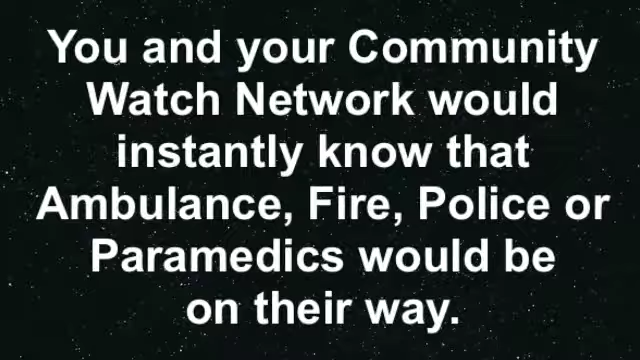 You and your Community
Watch Network would
instantly know that
Ambulance, Fire, Police or
Paramedics would be
on their way.